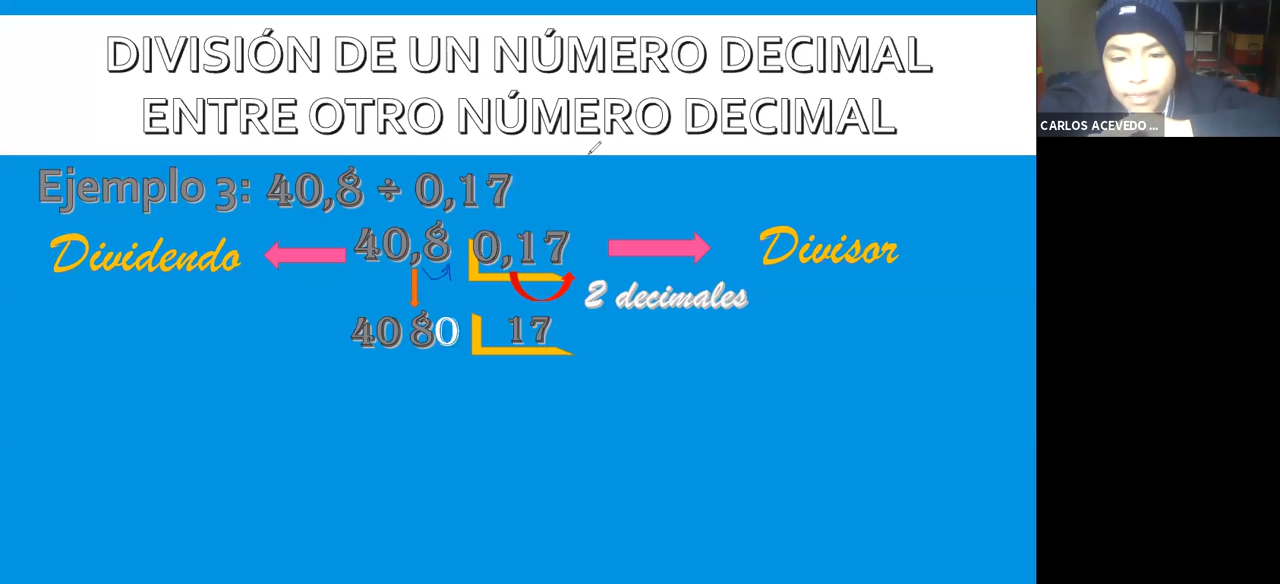 DIVISIÓN DE UN NÚMERO DECIMAL
ENTRE OTRO NÚMERO DECIMAL
CARLOS ACEVEDO ...
Ejemplo 3: 40,8 ÷ 0,17
Dividendo 40,8 0,17 Divisor
2 decimales
40 80 17